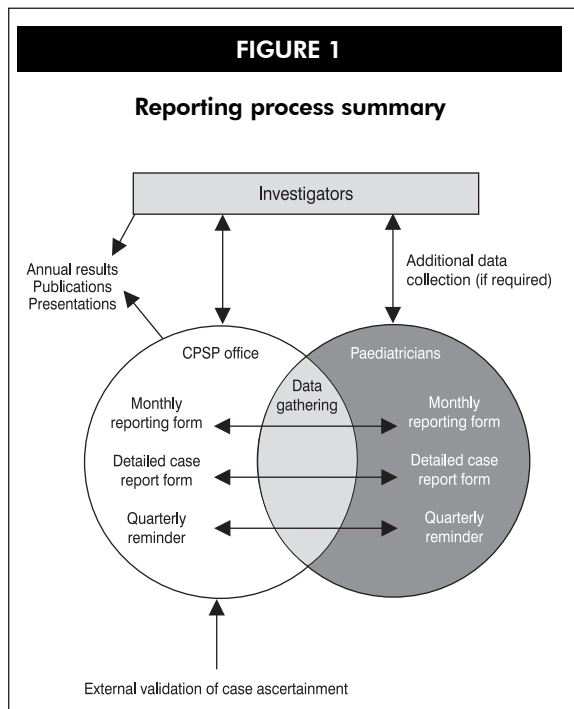 FIGURE 1
Reporting process summary
Investigators
Annual results
Publications
Presentations
Additional data
collection (if required)
CPSP office
Paediatricians
Data
gathering
Monthly
reporting form
Monthly
reporting form
Detailed case
report form
Detailed case
report form
Quarterly
reminder
Quarterly
reminder
External validation of case ascertainment